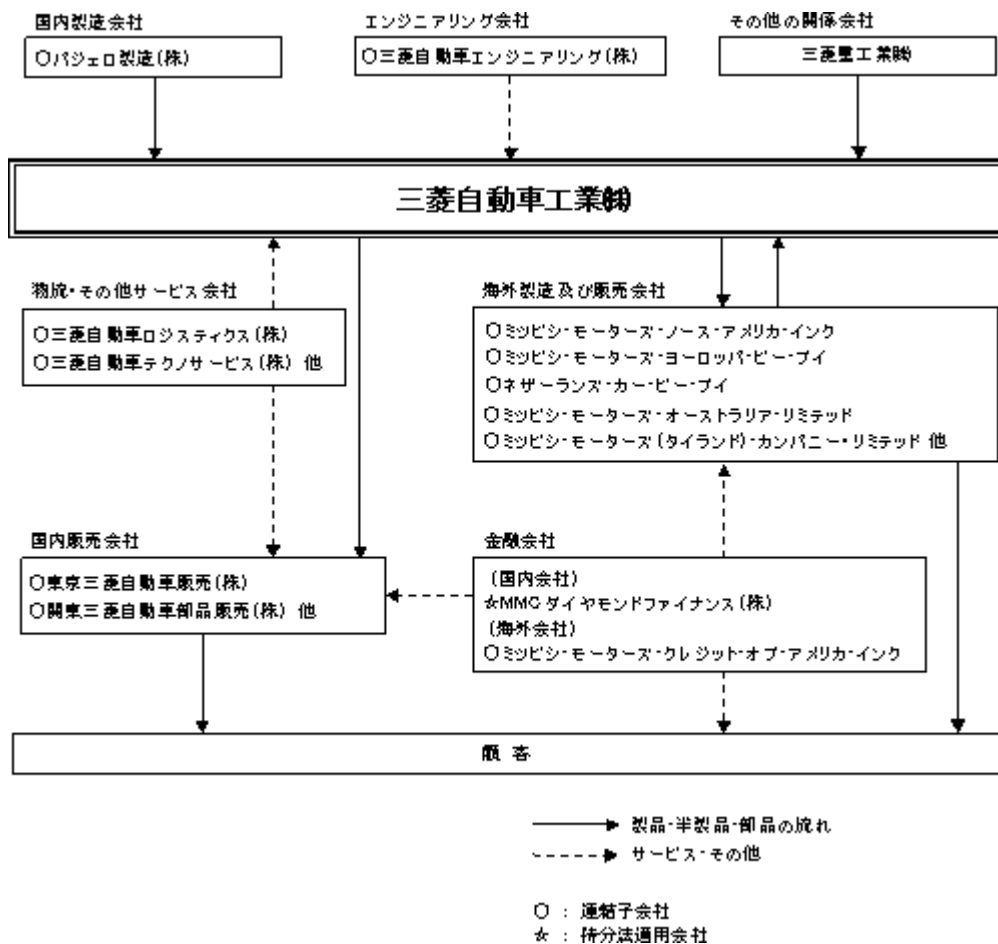 国内製造会社
〇パジェロ製造(株)
エンジニアリング会社
〇三菱自動車エンジニアリング(株)
その他の関係会社
三菱重工業㈱
三菱自動車工業㈱
物流・その他サービス会社
〇三菱自動車ロジスティクス(株)
〇三菱自動車テクノサービス(株) 他
海外製造及び販売会社
〇ミツビシ・モーターズ・ノース・アメリカ・インク
〇ミツビシ・モーターズ・ヨーロッパ・ビー・ブイ
〇ネザーランズ・カー・ビー・ブイ
〇ミツビシ・モーターズ・オーストラリア・リミテッド
〇ミツビシ・モーターズ(タイランド)・カンパニー・リミテッド 他
国内販売会社
〇東京三菱自動車販売(株)
〇関東三菱自動車部品販売(株) 他
金融会社
(国内会社)
☆MMCダイヤモンドファイナンス(株)
(海外会社)
〇ミツビシ・モーターズ・クレジット・オブ・アメリカ・インク
顧 客
製品・半製品・部品の流れ
サービス・その他
〇 : 連結子会社
☆ : 持分法適用会社